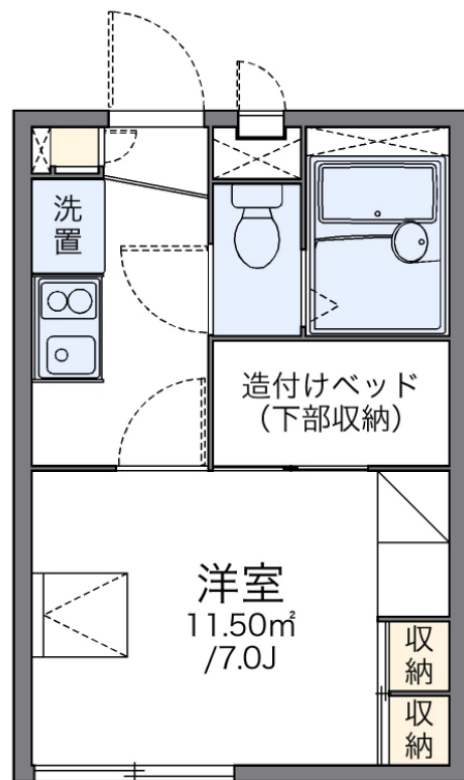 洗
置
造付けベッド
(下部収納)
洋室
11.50㎡
/7.0J
収
納
収
納